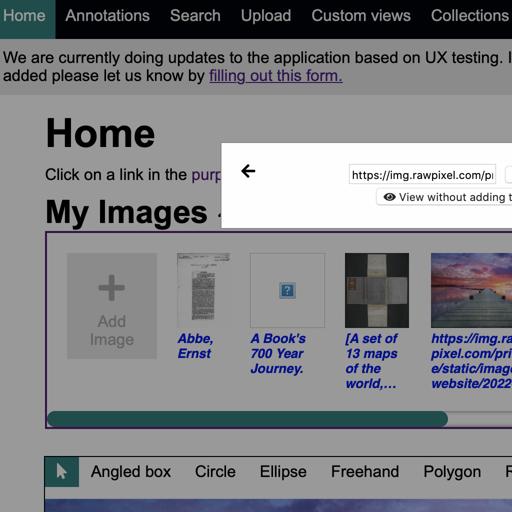 Home Annotations Search Upload Custom views Collections
We are currently doing updates to the application based on UX testing.
added please let us know by filling out this form.
Home
Click on a link in the
My Images
https://img.rawpixel.com/pr
View without adding t
Add
Image
Abbe,
Ernst
A Book's
700 Year
Journey.
[A set of
13 maps
of the
world,…
https://img.ra
pixel.com/pri
e/static/image
website/2022
Angled box Circle Ellipse Freehand Polygon